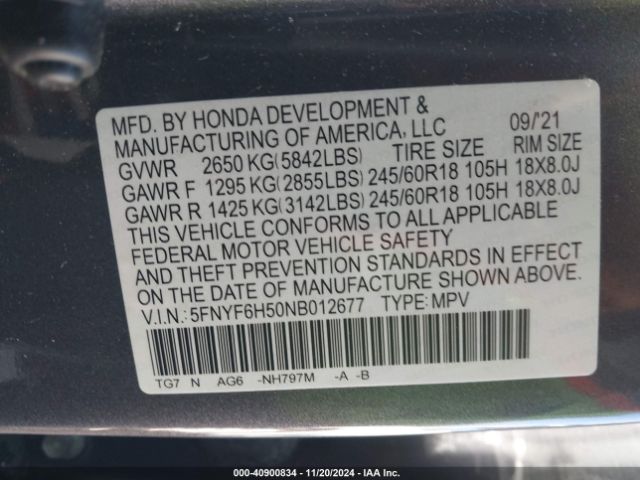 MFD. BY HONDA DEVELOPMENT &
MANUFACTURING OF AMERICA, LLC 09/'21
GVWR 2650 KG(5842LBS) TIRE SIZE RIM SIZE
GAWR F 1295 KG(2855LBS) 245/60R18 105H 18X8.0J
GAWR R 1425 KG(3142LBS) 245/60R18 105H 18X8.0J
THIS VEHICLE CONFORMS TO ALL APPLICABLE
FEDERAL MOTOR VEHICLE SAFETY
AND THEFT PREVENTION STANDARDS IN EFFECT
ON THE DATE OF MANUFACTURE SHOWN ABOVE.
V.I.N.: 5FNYF6H50NB012677 TYPE: MPV
TG7 N AG6 -NH797M -A -B
000-40900834 - 11/20/2024 - IAA Inc.